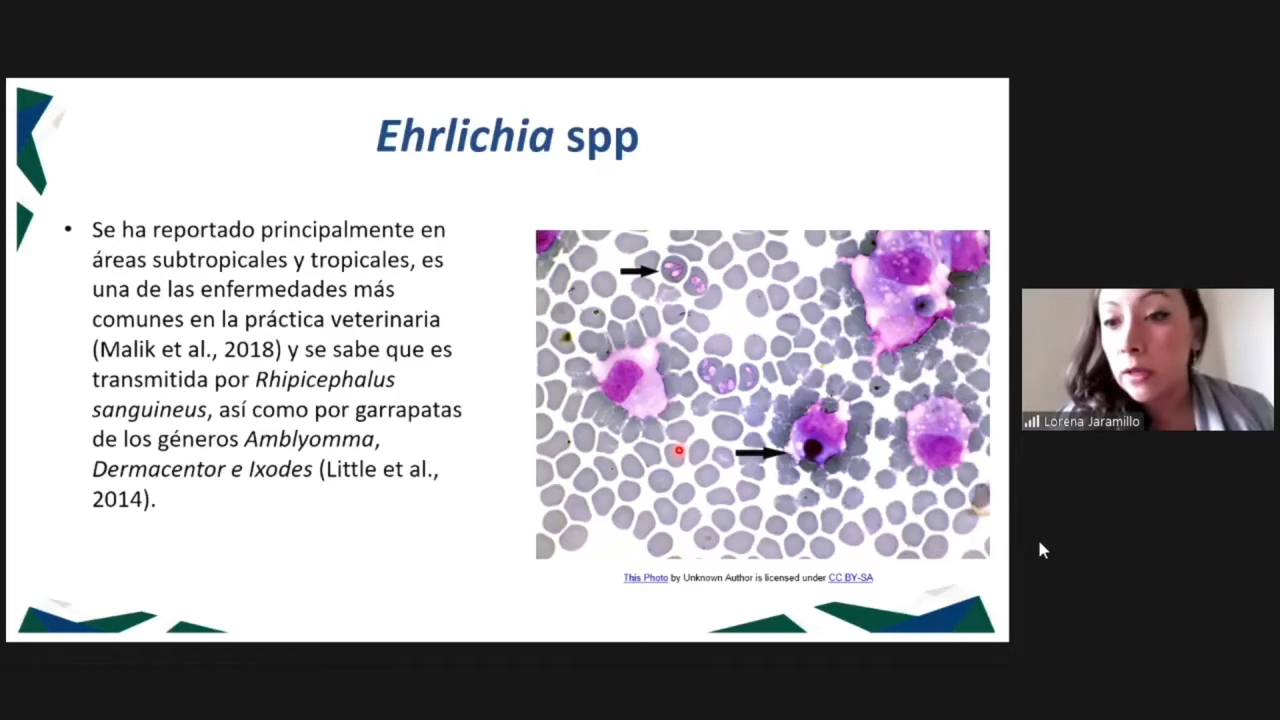 Ehrlichia spp
• Se ha reportado principalmente en
áreas subtropicales y tropicales, es
una de las enfermedades más
comunes en la práctica veterinaria
(Malik et al., 2018) y se sabe que es
transmitida por Rhipicephalus
sanguineus, así como por garrapatas
de los géneros Amblyomma,
Dermacentor e Ixodes (Little et al.,
2014).
This Photo by Unknown Author is licensed under CC BY-SA
Lorena Jaramillo